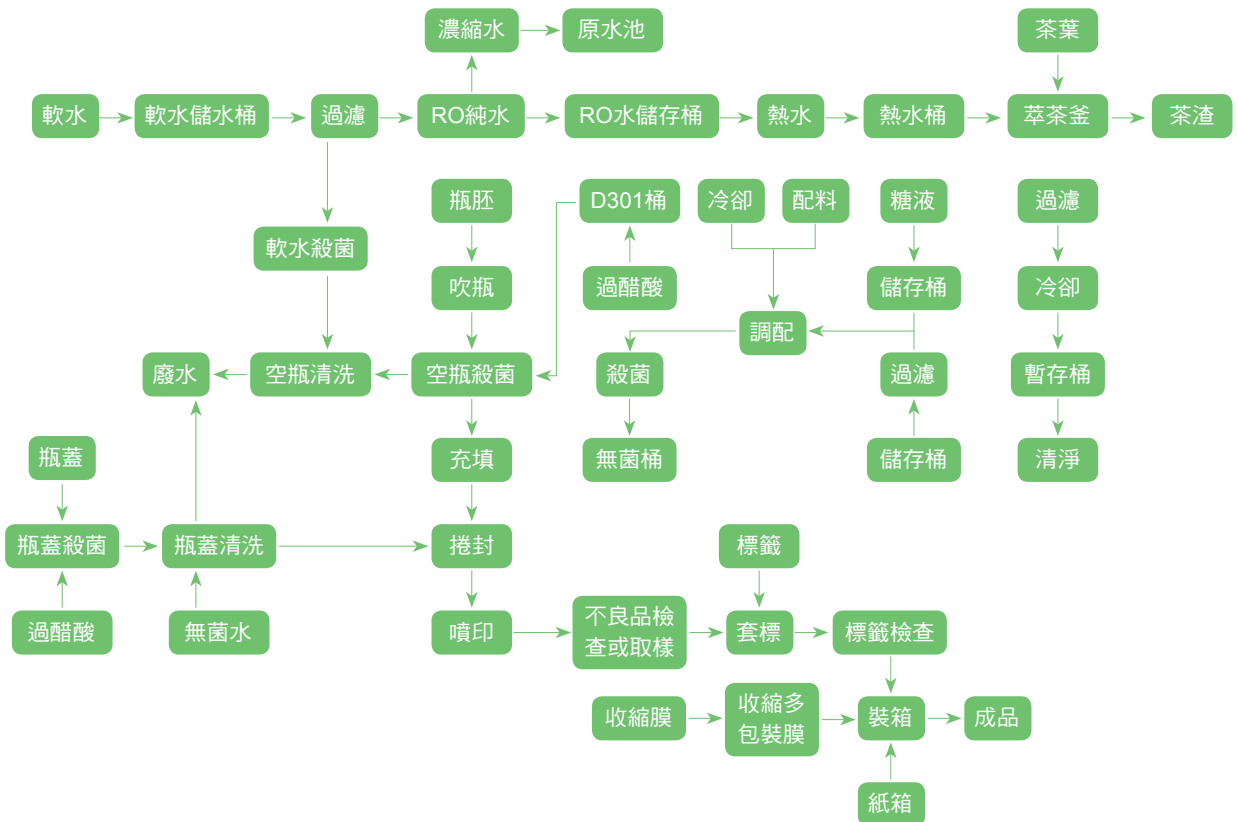 濃縮水
原水池
茶葉
軟水
軟水儲水桶
過濾
RO純水
RO水儲存桶
熱水
熱水桶
萃茶釜
茶渣
瓶胚
D301桶
冷卻
配料
糖液
過濾
軟水殺菌
吹瓶
過醋酸
儲存桶
冷卻
調配
廢水
空瓶清洗
空瓶殺菌
殺菌
過濾
暫存桶
瓶蓋
充填
無菌桶
儲存桶
清淨
瓶蓋殺菌
瓶蓋清洗
捲封
標籤
過醋酸
無菌水
噴印
不良品檢
查或取樣
套標
標籤檢查
收縮膜
收縮多
包裝膜
裝箱
成品
紙箱